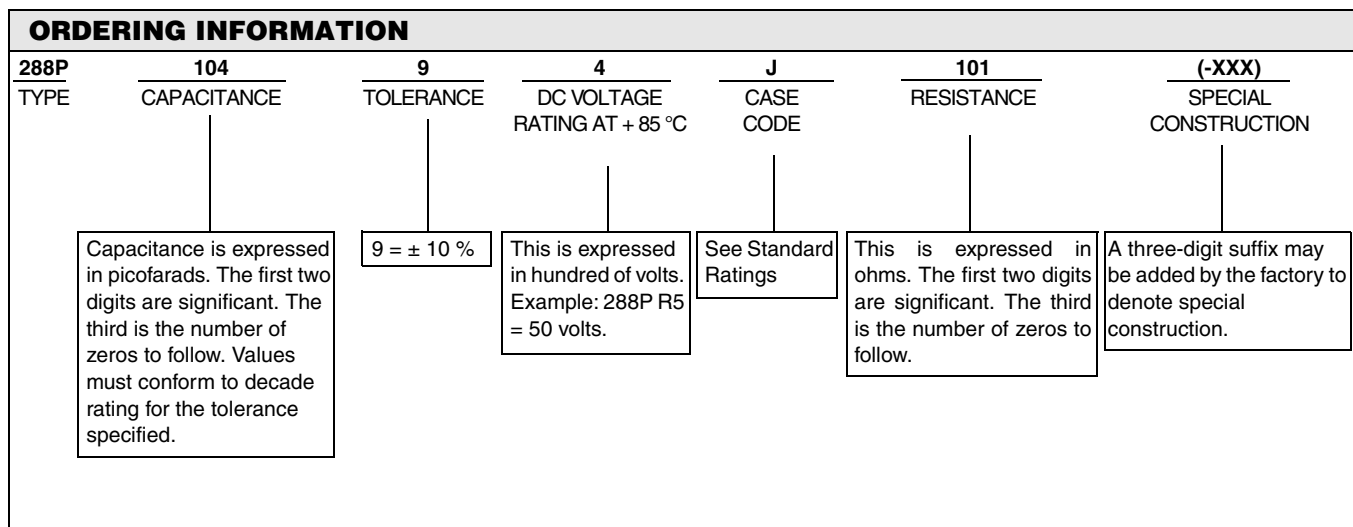 ORDERING INFORMATION
288P 104 9 4 J 101 (-XXX)
TYPE CAPACITANCE TOLERANCE DC VOLTAGE RATING AT + 85 °C CASE CODE RESISTANCE SPECIAL CONSTRUCTION
Capacitance is expressed
in picofarads. The first two
digits are significant. The
third is the number of
zeros to follow. Values
must conform to decade
rating for the tolerance
specified.
9 = ± 10 %
This is expressed
in hundred of volts.
Example: 288P R5
= 50 volts.
See Standard
Ratings
This is expressed in
ohms. The first two digits
are significant. The third
is the number of zeros to
follow.
A three-digit suffix may
be added by the factory to
denote special
construction.